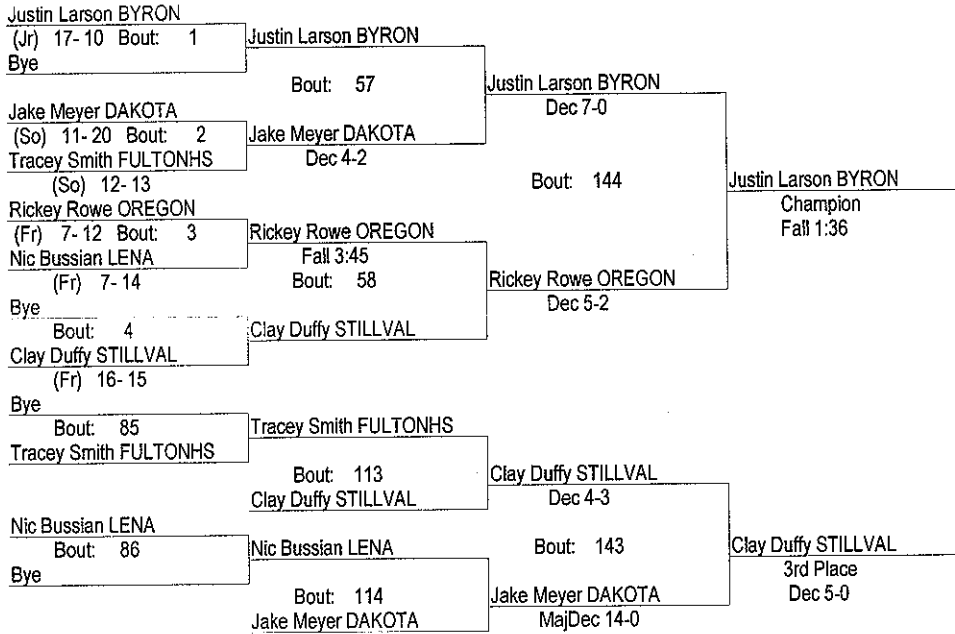 Justin Larson BYRON
(Jr) 17-10 Bout: 1
Bye
Justin Larson BYRON
Bout: 57
Jake Meyer DAKOTA
(So) 11-20 Bout: 2
Tracey Smith FULTONHS
(So) 12-13
Jake Meyer DAKOTA
Dec 4-2
Justin Larson BYRON
Dec 7-0
Bout: 144
Rickey Rowe OREGON
(Fr) 7-12 Bout: 3
Nic Bussian LENA
(Fr) 7-14
Rickey Rowe OREGON
Fall 3:45
Bout: 58
Bye
Bout: 4
Clay Duffy STILLVAL
(Fr) 16-15
Clay Duffy STILLVAL
Rickey Rowe OREGON
Dec 5-2
Justin Larson BYRON
Champion
Fall 1:36
Bye
Bout: 85
Tracey Smith FULTONHS
Tracey Smith FULTONHS
Bout: 113
Clay Duffy STILLVAL
Clay Duffy STILLVAL
Dec 4-3
Bout: 143
Nic Bussian LENA
Bout: 86
Bye
Nic Bussian LENA
Bout: 114
Jake Meyer DAKOTA
Jake Meyer DAKOTA
MajDec 14-0
Clay Duffy STILLVAL
3rd Place
Dec 5-0